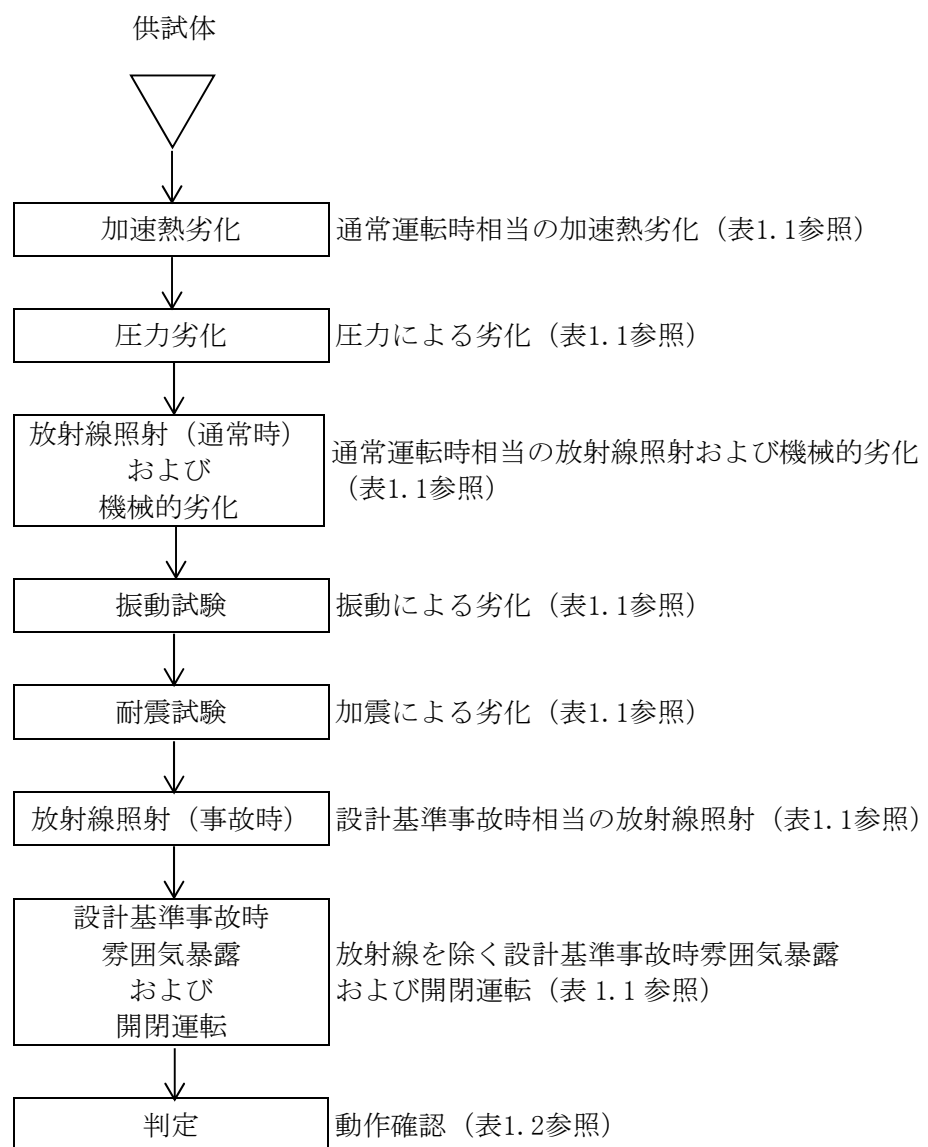 供試体
加速熱劣化
通常運転時相当の加速熱劣化（表1.1参照）
圧力劣化
圧力による劣化（表1.1参照）
放射線照射（通常時）
および
機械的劣化
通常運転時相当の放射線照射および機械的劣化
（表1.1参照）
振動試験
振動による劣化（表1.1参照）
耐震試験
加震による劣化（表1.1参照）
放射線照射（事故時）
設計基準事故時相当の放射線照射（表1.1参照）
設計基準事故時
雰囲気暴露
および
開閉運転
放射線を除く設計基準事故時雰囲気暴露
および開閉運転（表 1.1 参照）
判定
動作確認（表1.2参照）